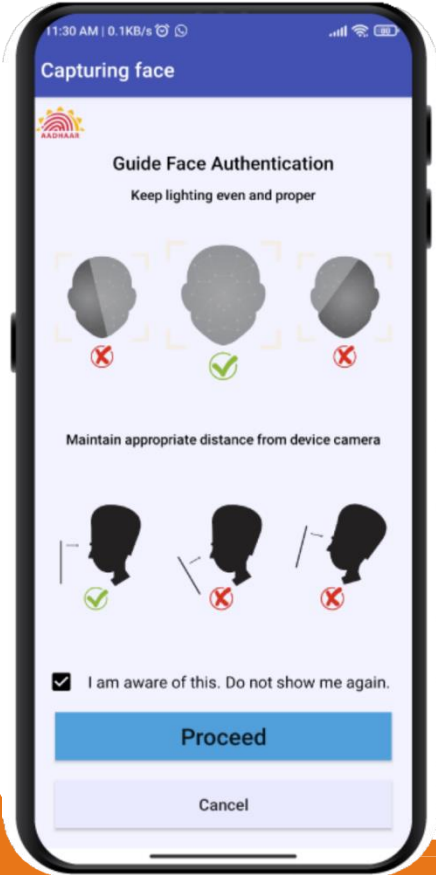 11:30 AM | 0.1KB/s
80
Capturing face
AADHAAR
Guide Face Authentication
Keep lighting even and proper
Maintain appropriate distance from device camera
I am aware of this. Do not show me again.
Proceed
Cancel